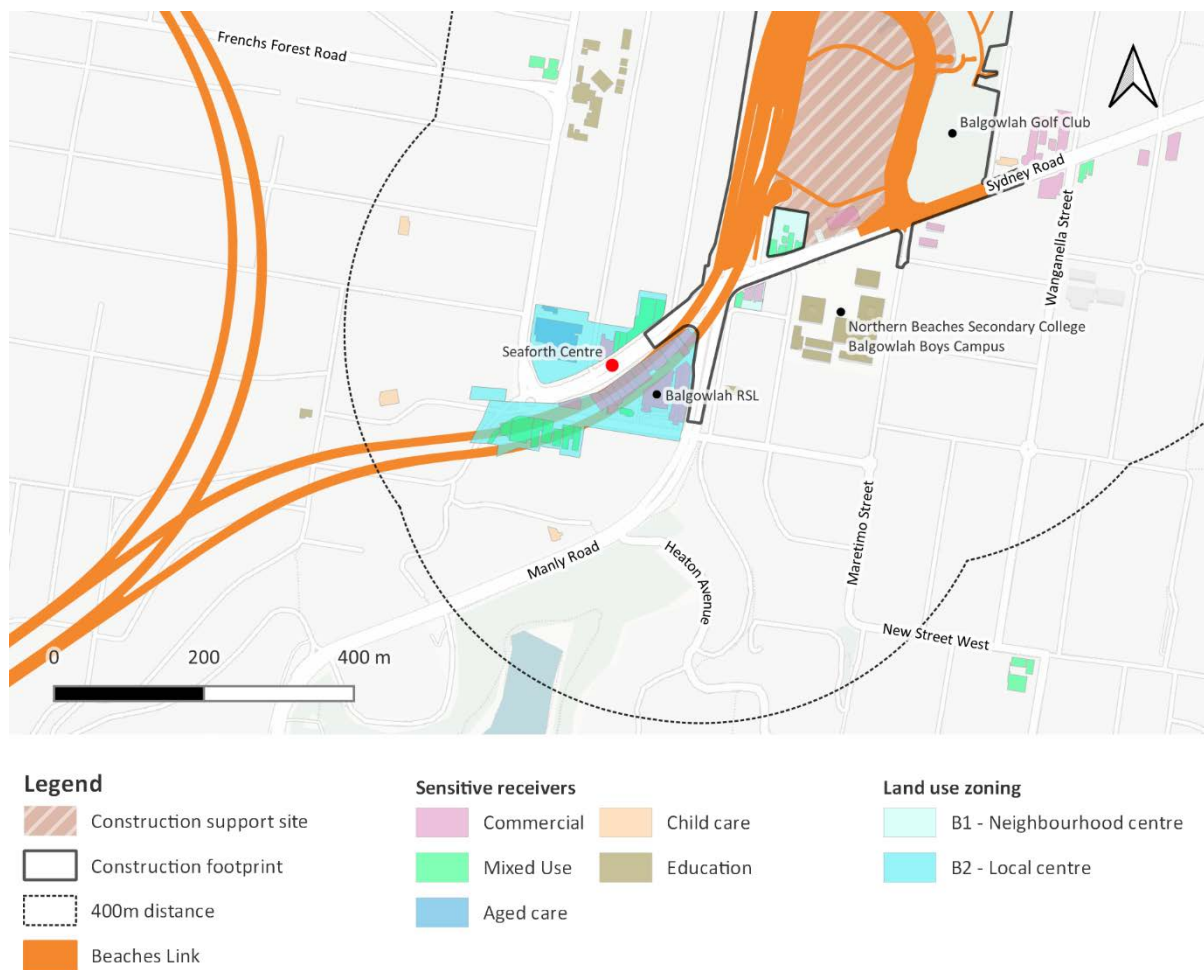 Frenchs Forest Road
Balgowlah Golf Club
Sydney Road
Wanganella Street
Northern Beaches Secondary College
Balgowlah Boys Campus
Seaforth Centre
Balgowlah RSL
Manly Road
Heaton Avenue
Maretimo Street
New Street West
0 200 400 m
Legend
Construction support site
Construction footprint
400m distance
Beaches Link
Sensitive receivers
Commercial
Mixed Use
Aged care
Child care
Education
Land use zoning
B1 - Neighbourhood centre
B2 - Local centre